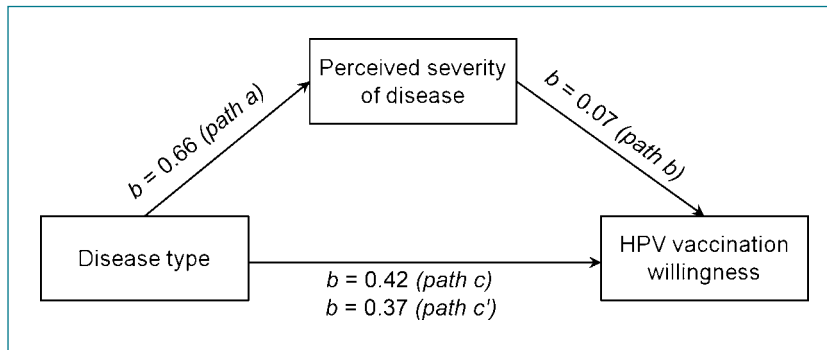 Perceived severity
of disease
b = 0.66 (path a)
b = 0.07 (path b)
Disease type
HPV vaccination
willingness
b = 0.42 (path c)
b = 0.37 (path c')